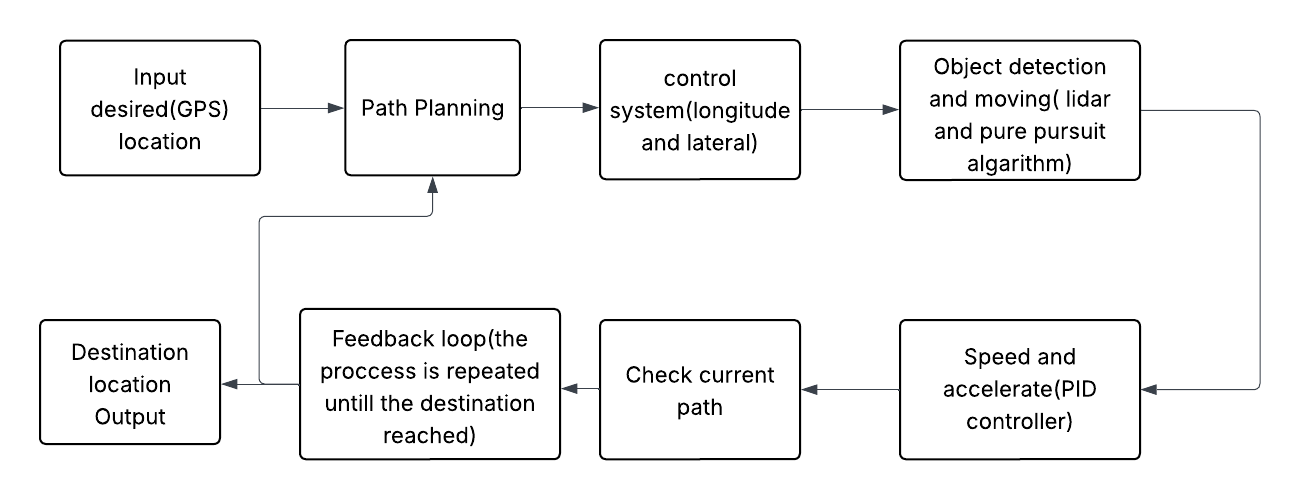 Input
desired(GPS)
location
Path Planning
control
system(longitude
and lateral)
Object detection
and moving( lidar
and pure pursuit
algarithm)
Destination
location
Output
Feedback loop(the
proccess is repeated
untill the destination
reached)
Check current
path
Speed and
accelerate(PID
controller)